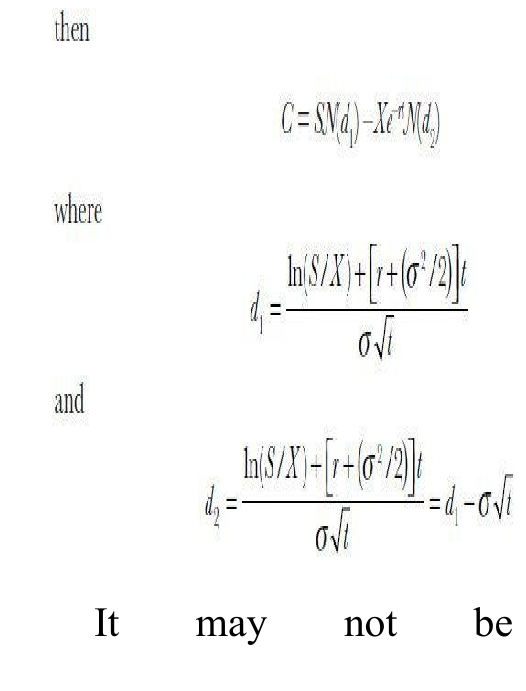 then
C = SN(d₁) – Xe⁻ʳᵗN(d₂)
where
d₁ = ln(S/X)+[r+(σ²/2)]t / σ√t
and
d₂ = ln(S/X)+[r+(σ²/2)]t / σ√t = d₁ – σ√t
It may not be